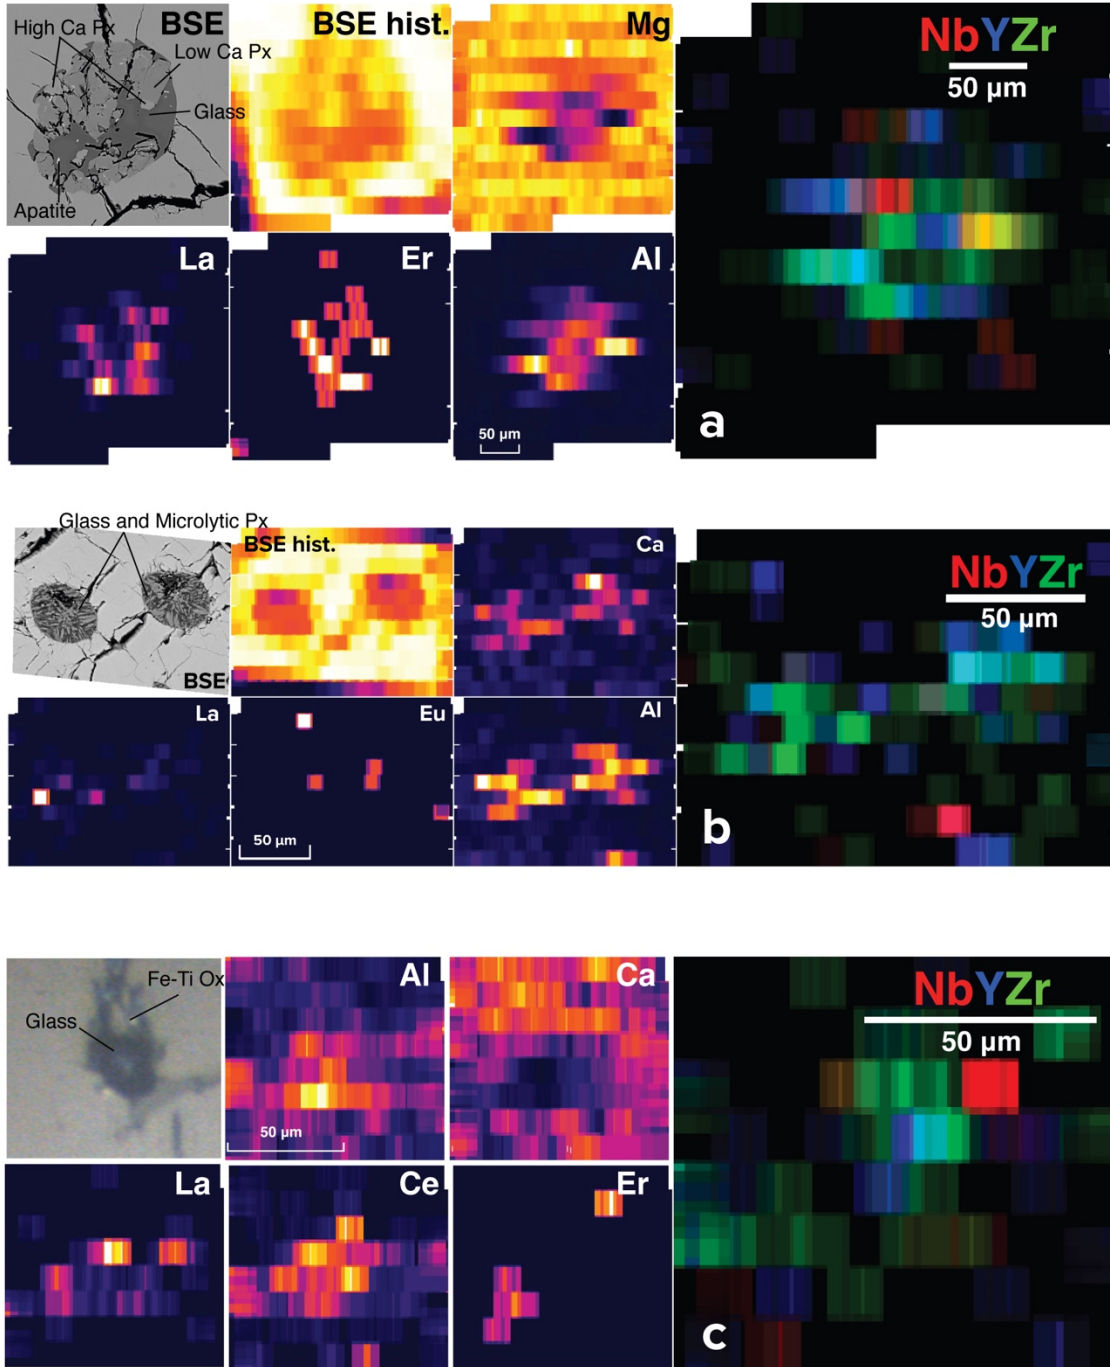 High Ca Px
BSE
Low Ca Px
Glass
Apatite
BSE hist.
Mg
NbYZr
50 µm
La
Er
Al
50 µm
a
Glass and Microlytic Px
BSE
BSE hist.
Ca
NbYZr
50 µm
La
Eu
50 µm
Al
b
Fe-Ti Ox
Glass
Al
50 µm
Ca
NbYZr
50 µm
La
Ce
Er
c